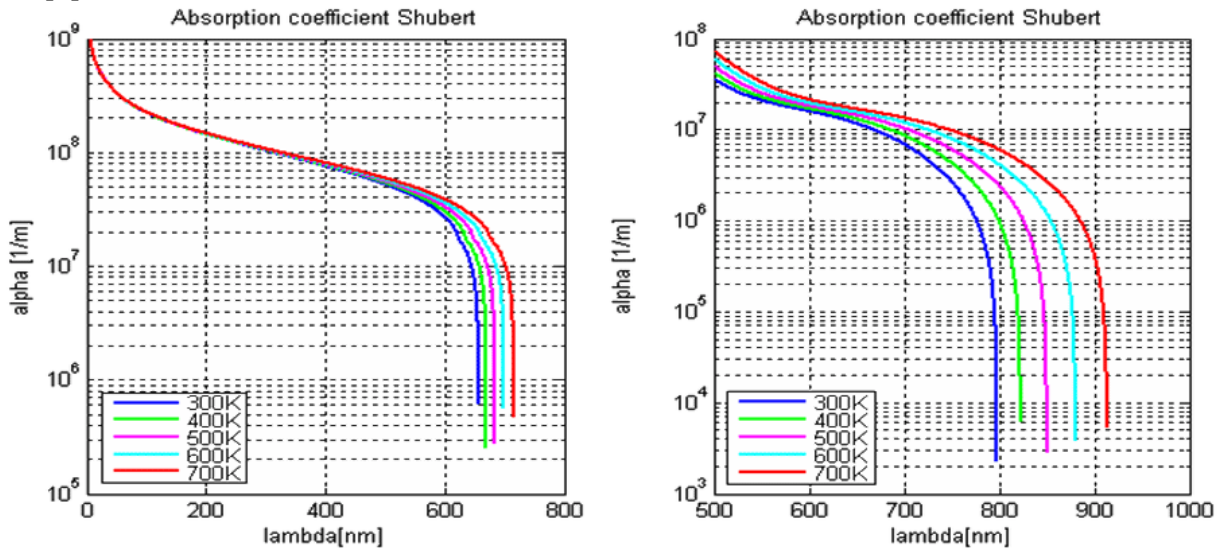 Absorption coefficient Shubert
10^9
10^8
10^7
10^6
10^5
alpha [1/m]
300K
400K
500K
600K
700K
0 200 400 600 800
lambda[nm]
Absorption coefficient Shubert
10^8
10^7
10^6
10^5
10^4
10^3
alpha [1/m]
300K
400K
500K
600K
700K
500 600 700 800 900 1000
lambda[nm]